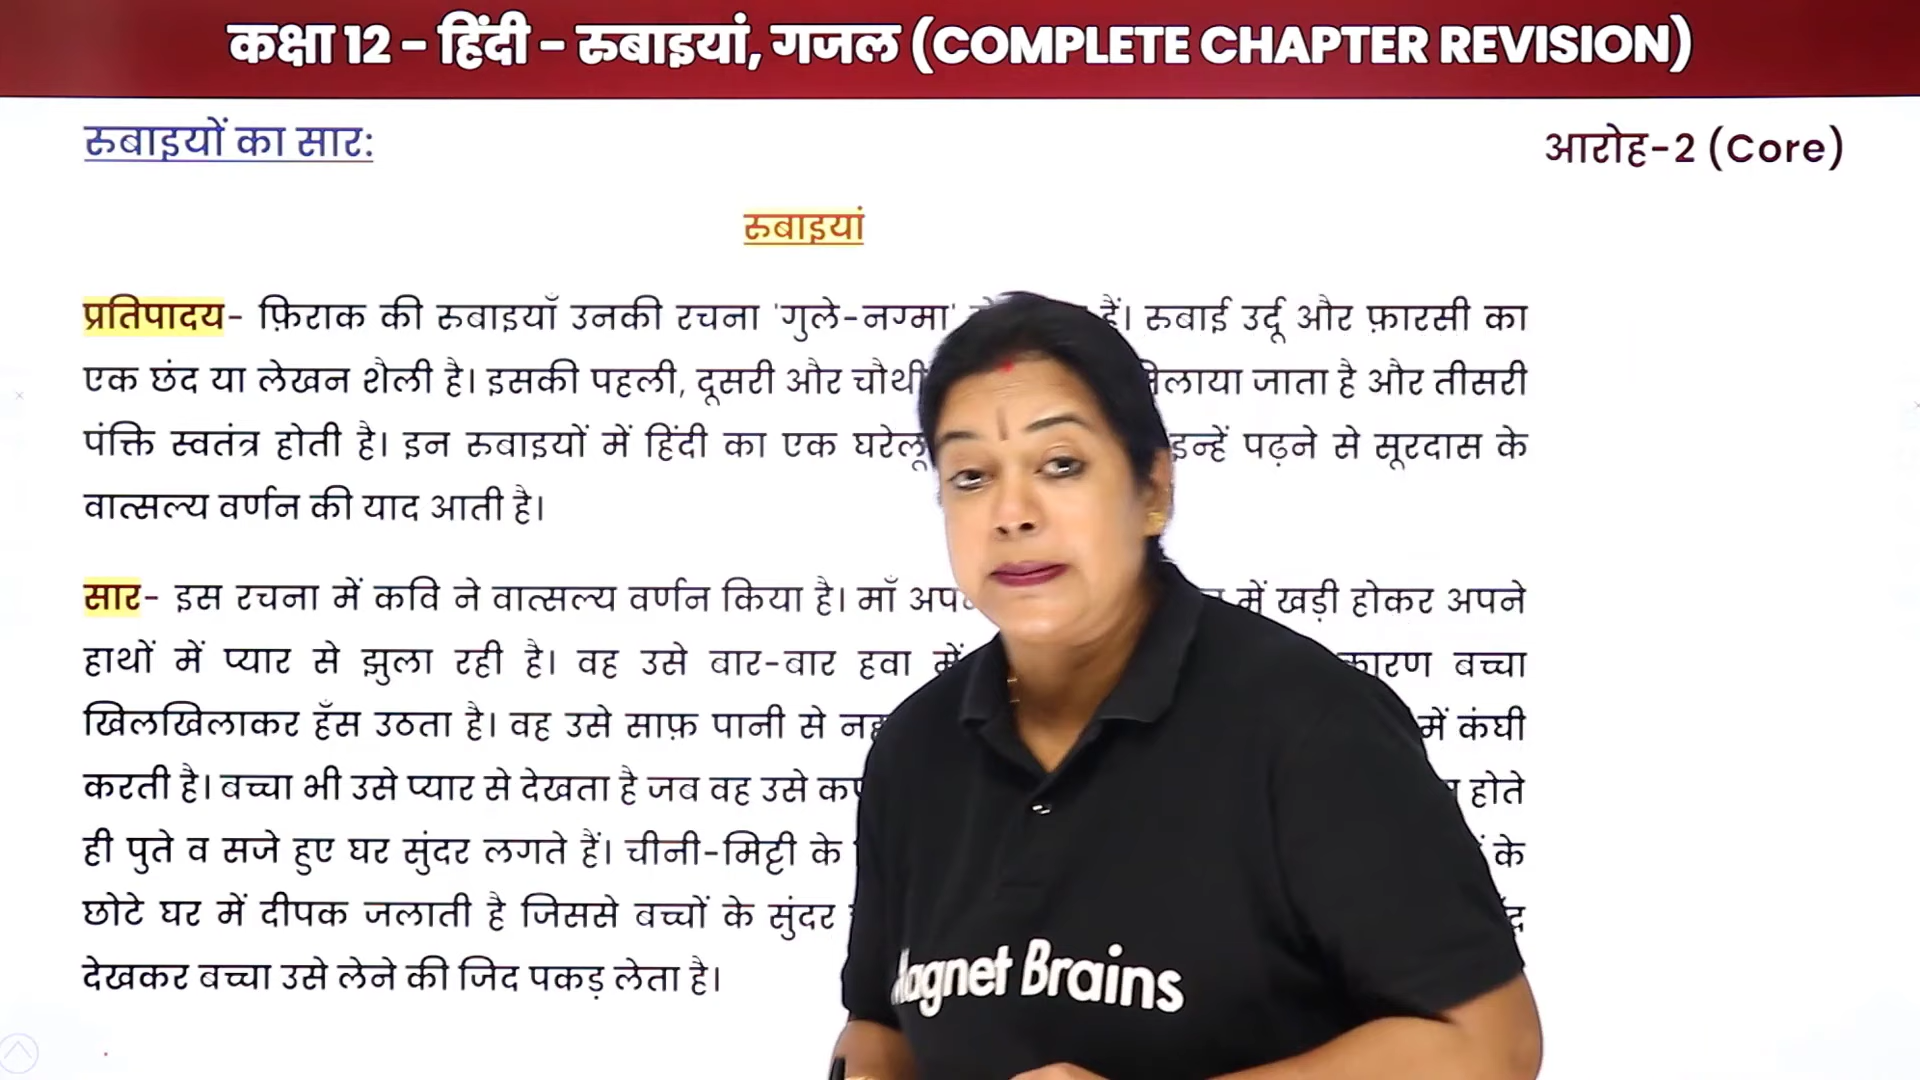 कक्षा 12 - हिंदी - रुबाइयां, गजल (COMPLETE CHAPTER REVISION)
रुबाइयों का सार:
आरोह-2 (Core)
रुबाइयां
प्रतिपादय- फ़िराक की रुबाइयाँ उनकी रचना 'गुले-नग्मा' हैं। रुबाई उर्दू और फ़ारसी का
एक छंद या लेखन शैली है। इसकी पहली, दूसरी और चौथी जाता है और तीसरी
पंक्ति स्वतंत्र होती है। इन रुबाइयों में हिंदी का एक घरेलू इन्हें पढ़ने से सूरदास के
वात्सल्य वर्णन की याद आती है।
सार- इस रचना में कवि ने वात्सल्य वर्णन किया है। माँ में खड़ी होकर अपने
हाथों में प्यार से झुला रही है। वह उसे बार-बार हवा में कारण बच्चा
खिलखिलाकर हँस उठता है। वह उसे साफ़ पानी से में कंघी
करती है। बच्चा भी उसे प्यार से देखता है जब वह उसे होते
ही पुते व सजे हुए घर सुंदर लगते हैं। चीनी-मिट्टी के के
छोटे घर में दीपक जलाती है जिससे बच्चों के सुंदर
देखकर बच्चा उसे लेने की जिद पकड़ लेता है।
Brains